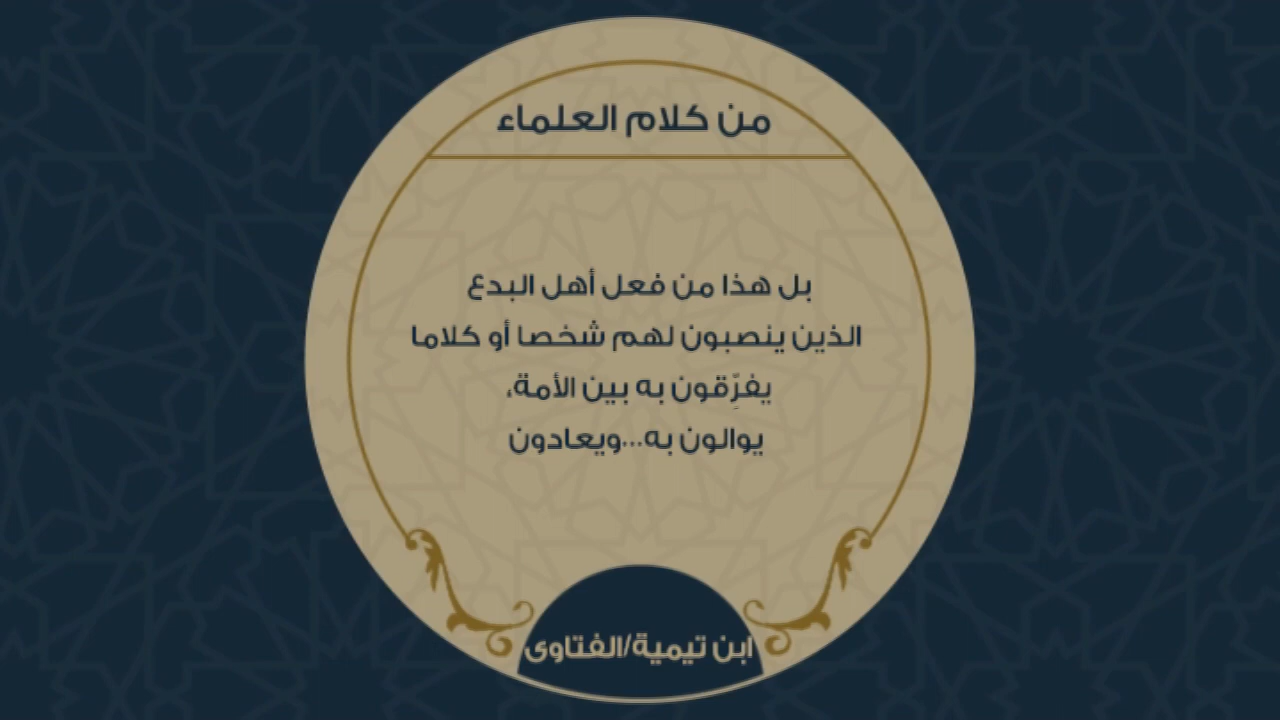 من كلام العلماء
بل هذا من فعل أهل البدع
الذين ينصبون لهم شخصا أو كلاما
يفرِّقون به بين الأمة،
يوالون به...ويعادون
ابن تيمية/الفتاوى